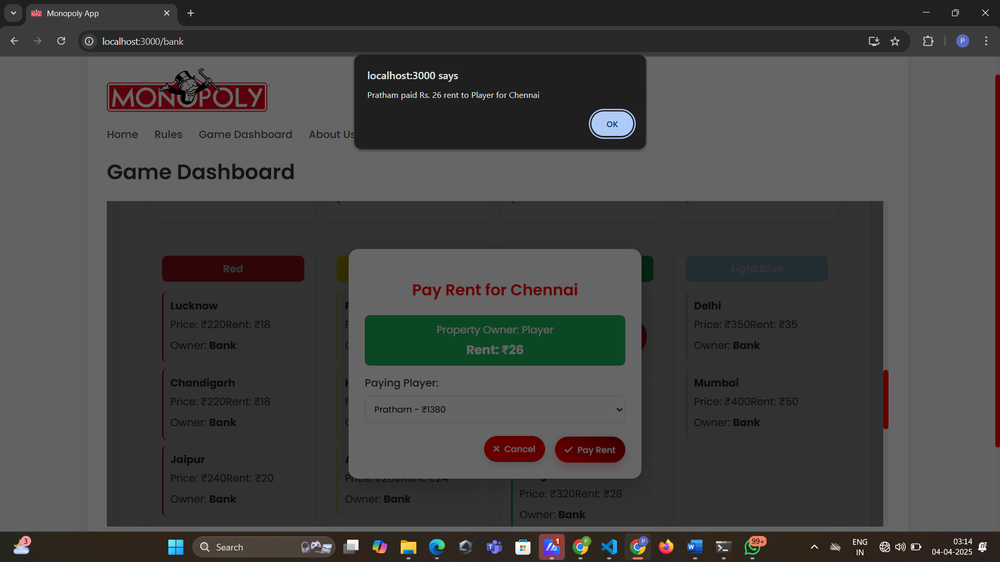 Monopoly App
localhost:3000/bank
P
localhost:3000 says
Pratham paid Rs. 26 rent to Player for Chennai
OK
MONOPOLY
Home Rules Game Dashboard About Us
Game Dashboard
Red
Light Blue
Pay Rent for Chennai
Property Owner: Player
Rent: ₹26
Paying Player:
Pratham - ₹1380
Cancel
Pay Rent
Lucknow
Price: ₹220Rent: ₹18
Owner: Bank
Chandigarh
Price: ₹220Rent: ₹18
Owner: Bank
Jaipur
Price: ₹240Rent: ₹20
Owner: Bank
Owner: Bank
Price: ₹320Rent: ₹28
Owner: Bank
Delhi
Price: ₹350Rent: ₹35
Owner: Bank
Mumbai
Price: ₹400Rent: ₹50
Owner: Bank
3
Search
1
P
P
99+
ENG
IN
03:14
04-04-2025